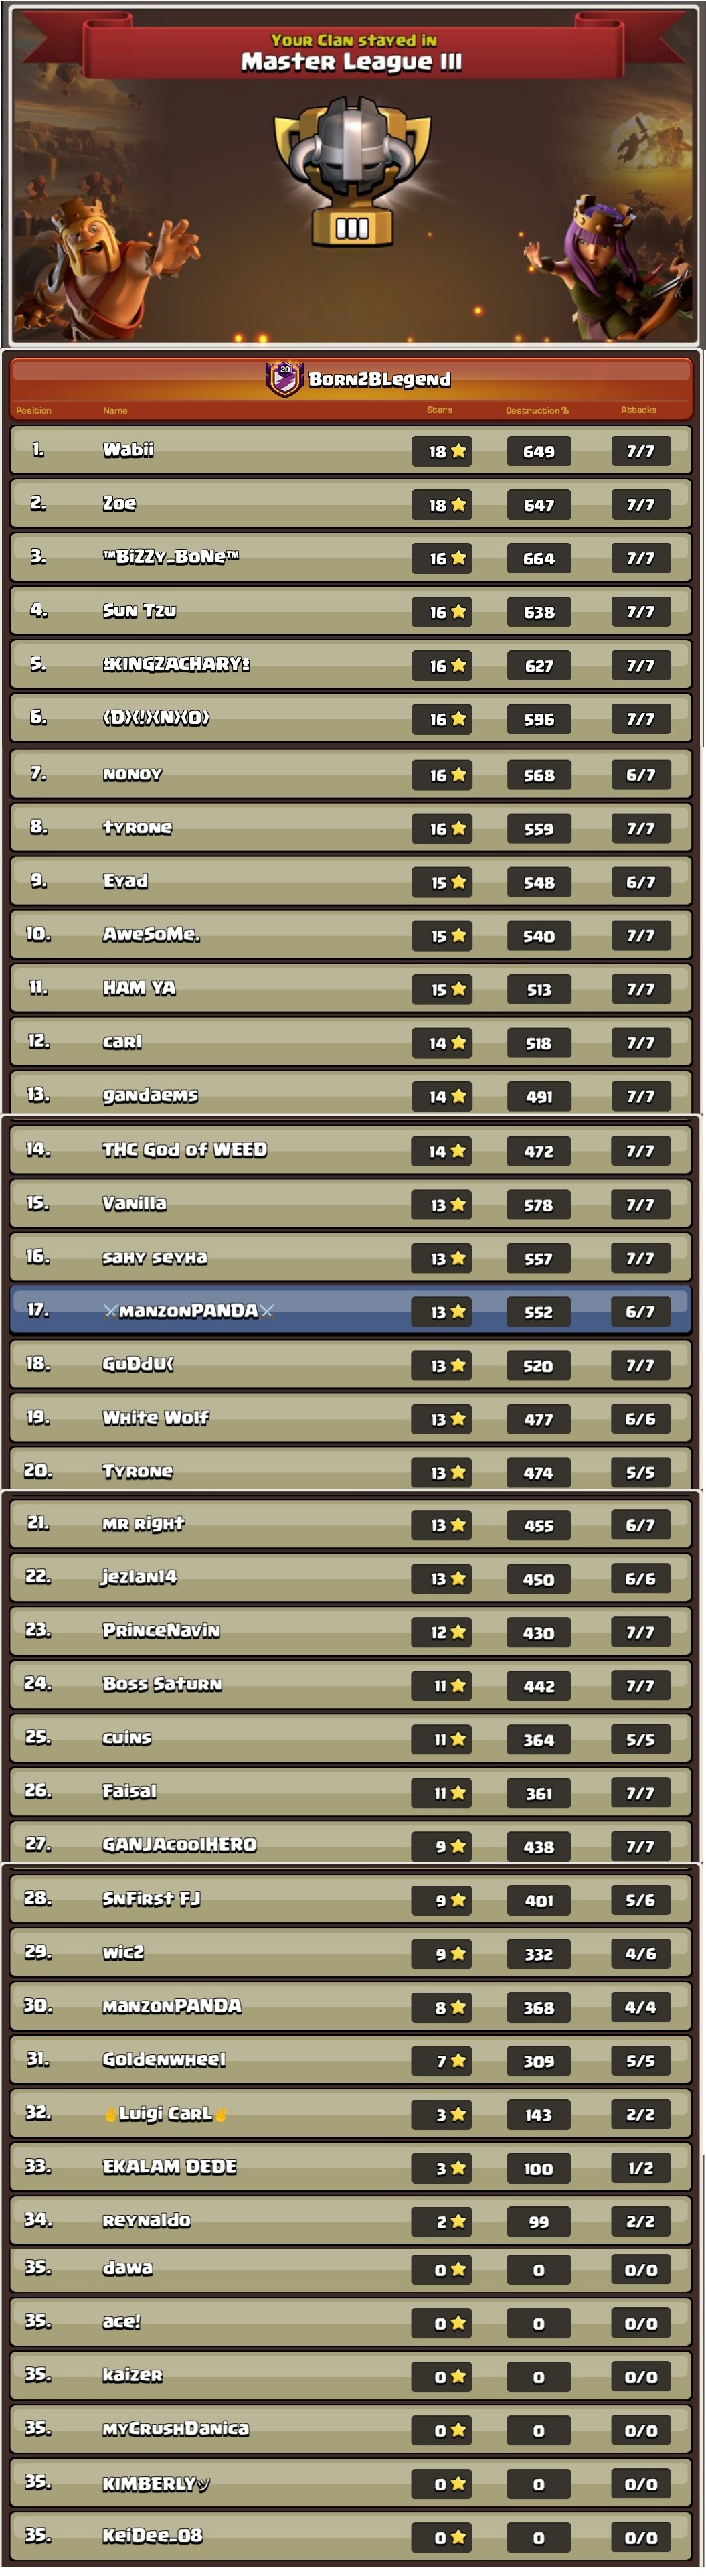 Your Clan stayed in
Master League III
III
20
Born2BLegend
Position Name Stars Destruction % Attacks
1. Wabii 18 649 7/7
2. Zoe 18 647 7/7
3. ™BiZZy_BoNe™ 16 664 7/7
4. Sun Tzu 16 638 7/7
5. ‡KINGZACHARY‡ 16 627 7/7
6. (D)(!)(N)(O) 16 596 7/7
7. NONOY 16 568 6/7
8. †yrone 16 559 7/7
9. Eyad 15 548 6/7
10. AweSoMe. 15 540 7/7
11. HAM YA 15 513 7/7
12. carl 14 518 7/7
13. gandaems 14 491 7/7
14. THC God of WEED 14 472 7/7
15. Vanilla 13 578 7/7
16. sahy seyha 13 557 7/7
17. ⚔manzonPANDA⚔ 13 552 6/7
18. GuDdU( 13 520 7/7
19. White Wolf 13 477 6/6
20. Tyrone 13 474 5/5
21. MR Right 13 455 6/7
22. jezlan14 13 450 6/6
23. PrinceNavin 12 430 7/7
24. Boss Saturn 11 442 7/7
25. cuins 11 364 5/5
26. Faisal 11 361 7/7
27. GANJAcoolHERO 9 438 7/7
28. SnFirst FJ 9 401 5/6
29. wic2 9 332 4/6
30. manzonPANDA 8 368 4/4
31. Goldenwheel 7 309 5/5
32. ✌Luigi CarL✌ 3 143 2/2
33. EKALAM DEDE 3 100 1/2
34. Reynaldo 2 99 2/2
35. dawa 0 0 0/0
35. ace! 0 0 0/0
35. kaizer 0 0 0/0
35. myCrushDanica 0 0 0/0
35. KIMBERLYッ 0 0 0/0
35. KeiDee_08 0 0 0/0